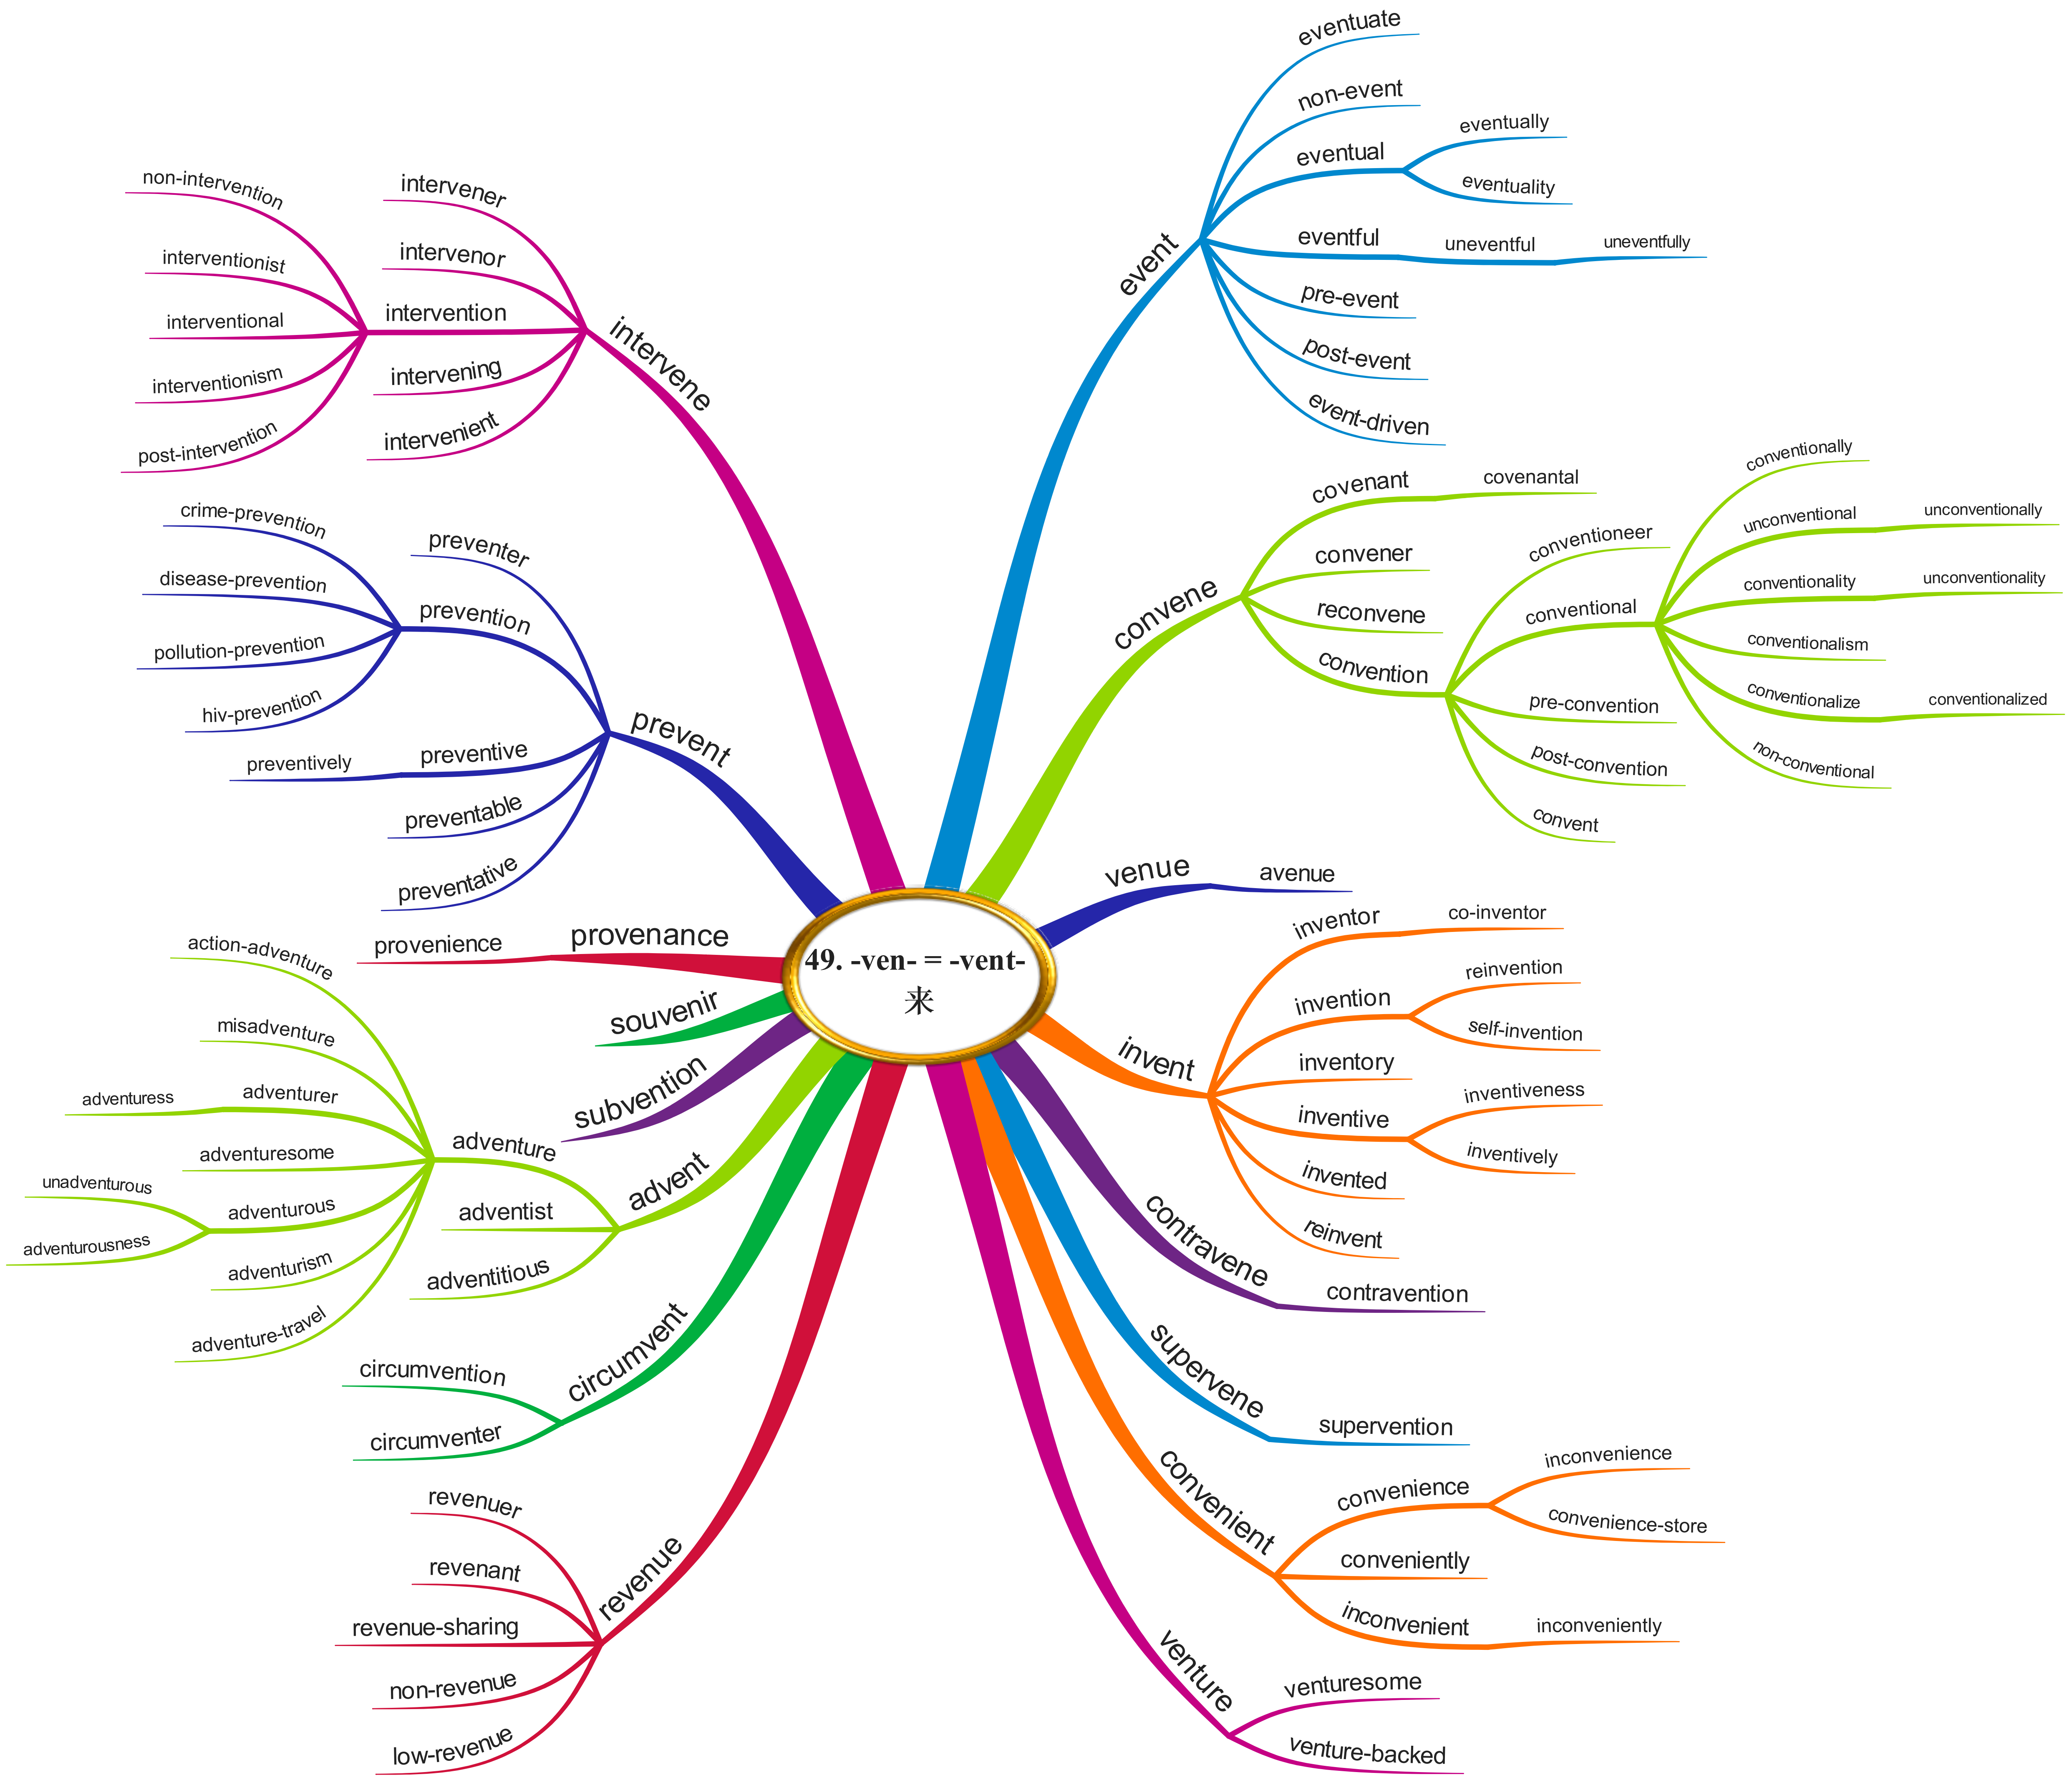 49. -ven- = -vent-
来
event
eventuate
non-event
eventual
eventually
eventuality
eventful
uneventful
uneventfully
pre-event
post-event
event-driven
convene
covenant
covenantal
convener
reconvene
convention
conventioneer
conventional
conventionally
unconventional
unconventionally
conventionality
unconventionality
conventionalism
conventionalize
conventionalized
non-conventional
pre-convention
post-convention
convent
venue
avenue
invent
inventor
co-inventor
invention
reinvention
self-invention
inventory
inventive
inventiveness
inventively
invented
reinvent
contravene
contravention
supervene
supervention
convenient
convenience
inconvenience
convenience-store
conveniently
inconvenient
inconveniently
venture
venturesome
venture-backed
intervene
intervener
intervenor
intervention
non-intervention
interventionist
interventional
interventionism
post-intervention
intervening
intervenient
prevent
preventer
prevention
crime-prevention
disease-prevention
pollution-prevention
hiv-prevention
preventive
preventively
preventable
preventative
provenance
provenience
souvenir
subvention
advent
adventure
action-adventure
misadventure
adventurer
adventuress
adventuresome
adventurous
unadventurous
adventurousness
adventurism
adventure-travel
adventist
adventitious
circumvent
circumvention
circumventer
revenue
revenuer
revenant
revenue-sharing
non-revenue
low-revenue